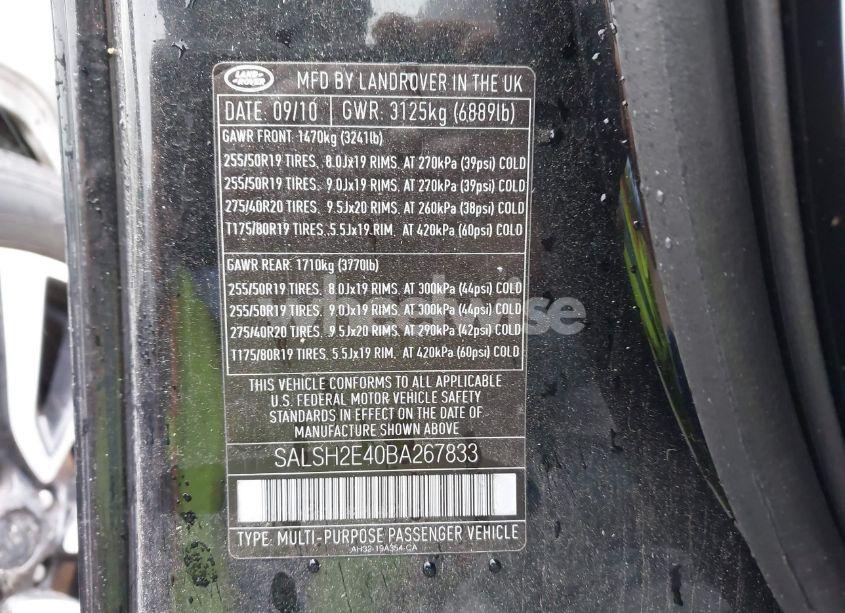 LAND ROVER
MFD BY LANDROVER IN THE UK
DATE: 09/10 GWR: 3125kg (6889lb)
GAWR FRONT: 1470kg (3241lb)
255/50R19 TIRES, 8.0Jx19 RIMS, AT 270kPa (39psi) COLD
255/50R19 TIRES, 9.0Jx19 RIMS, AT 270kPa (39psi) COLD
275/40R20 TIRES, 9.5Jx20 RIMS, AT 260kPa (38psi) COLD
T175/80R19 TIRES, 5.5Jx19 RIM, AT 420kPa (60psi) COLD
GAWR REAR: 1710kg (3770lb)
255/50R19 TIRES, 8.0Jx19 RIMS, AT 300kPa (44psi) COLD
255/50R19 TIRES, 9.0Jx19 RIMS, AT 300kPa (44psi) COLD
275/40R20 TIRES, 9.5Jx20 RIMS, AT 290kPa (42psi) COLD
T175/80R19 TIRES, 5.5Jx19 RIM, AT 420kPa (60psi) COLD
THIS VEHICLE CONFORMS TO ALL APPLICABLE
U.S. FEDERAL MOTOR VEHICLE SAFETY
STANDARDS IN EFFECT ON THE DATE OF
MANUFACTURE SHOWN ABOVE
SALSH2E40BA267833
TYPE: MULTI-PURPOSE PASSENGER VEHICLE
AH32-19A354-CA